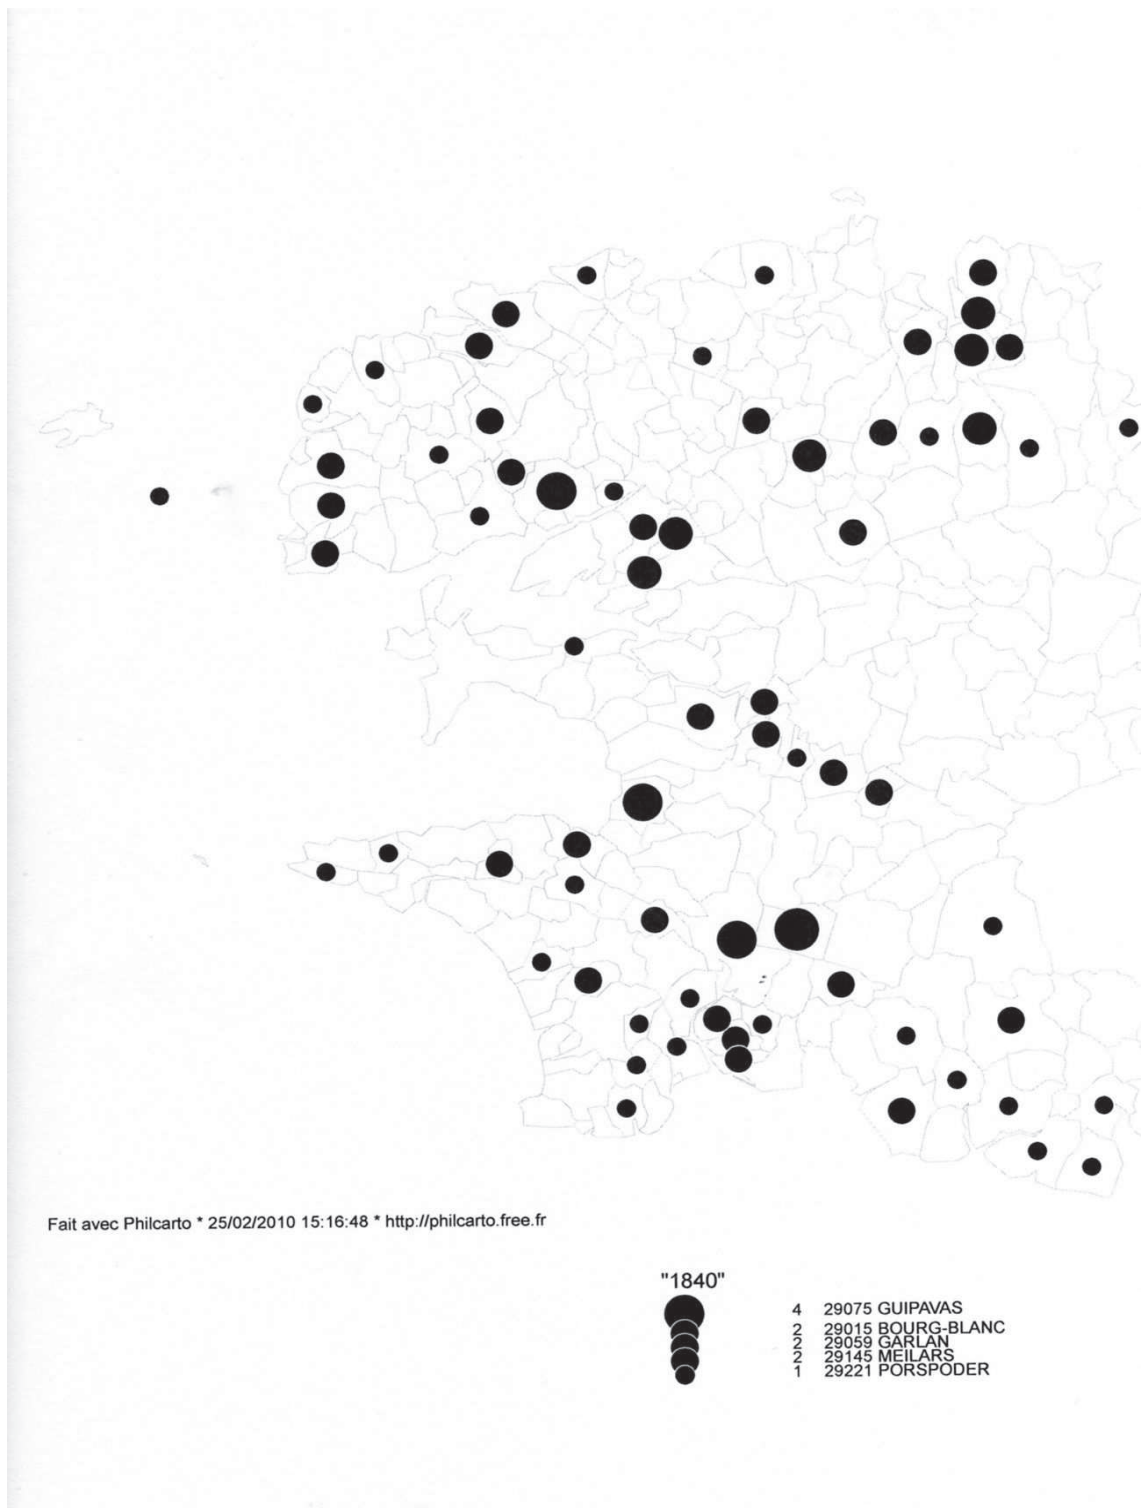 Fait avec Philcarto * 25/02/2010 15:16:48 * http://philcarto.free.fr
"1840"
4 29075 GUIPAVAS
2 29015 BOURG-BLANC
2 29059 GARLAN
2 29145 MEILARS
1 29221 PORSPODER